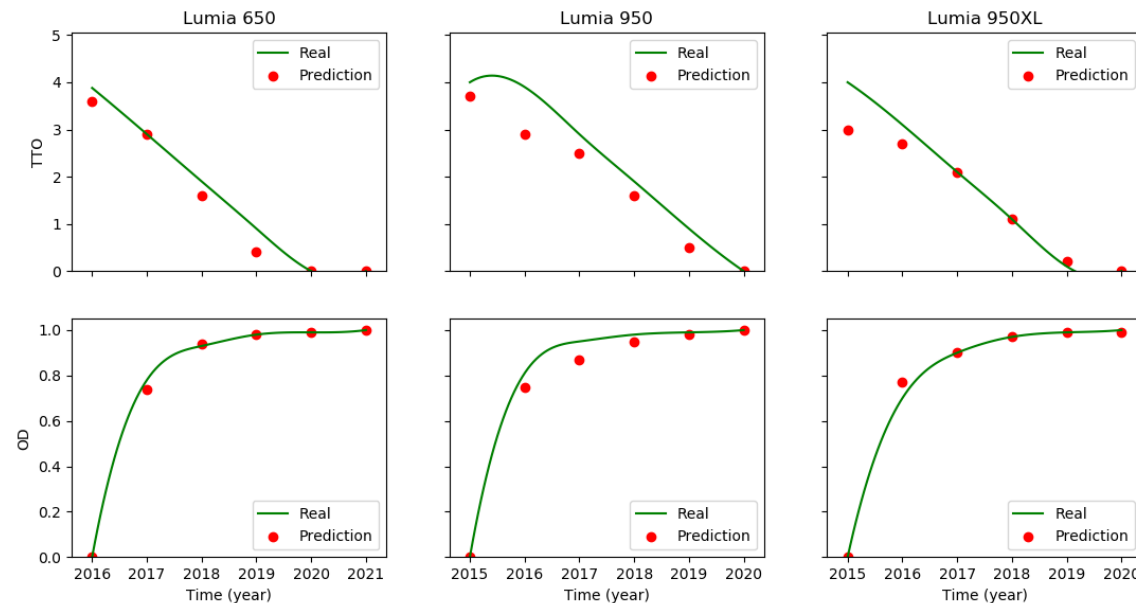 Lumia 650
Lumia 950
Lumia 950XL
5
4
3
2
1
0
TTO
Real
Prediction
Real
Prediction
Real
Prediction
1.0
0.8
0.6
0.4
0.2
0.0
OD
Real
Prediction
Real
Prediction
Real
Prediction
2016 2017 2018 2019 2020 2021
2015 2016 2017 2018 2019 2020
2015 2016 2017 2018 2019 2020
Time (year)
Time (year)
Time (year)